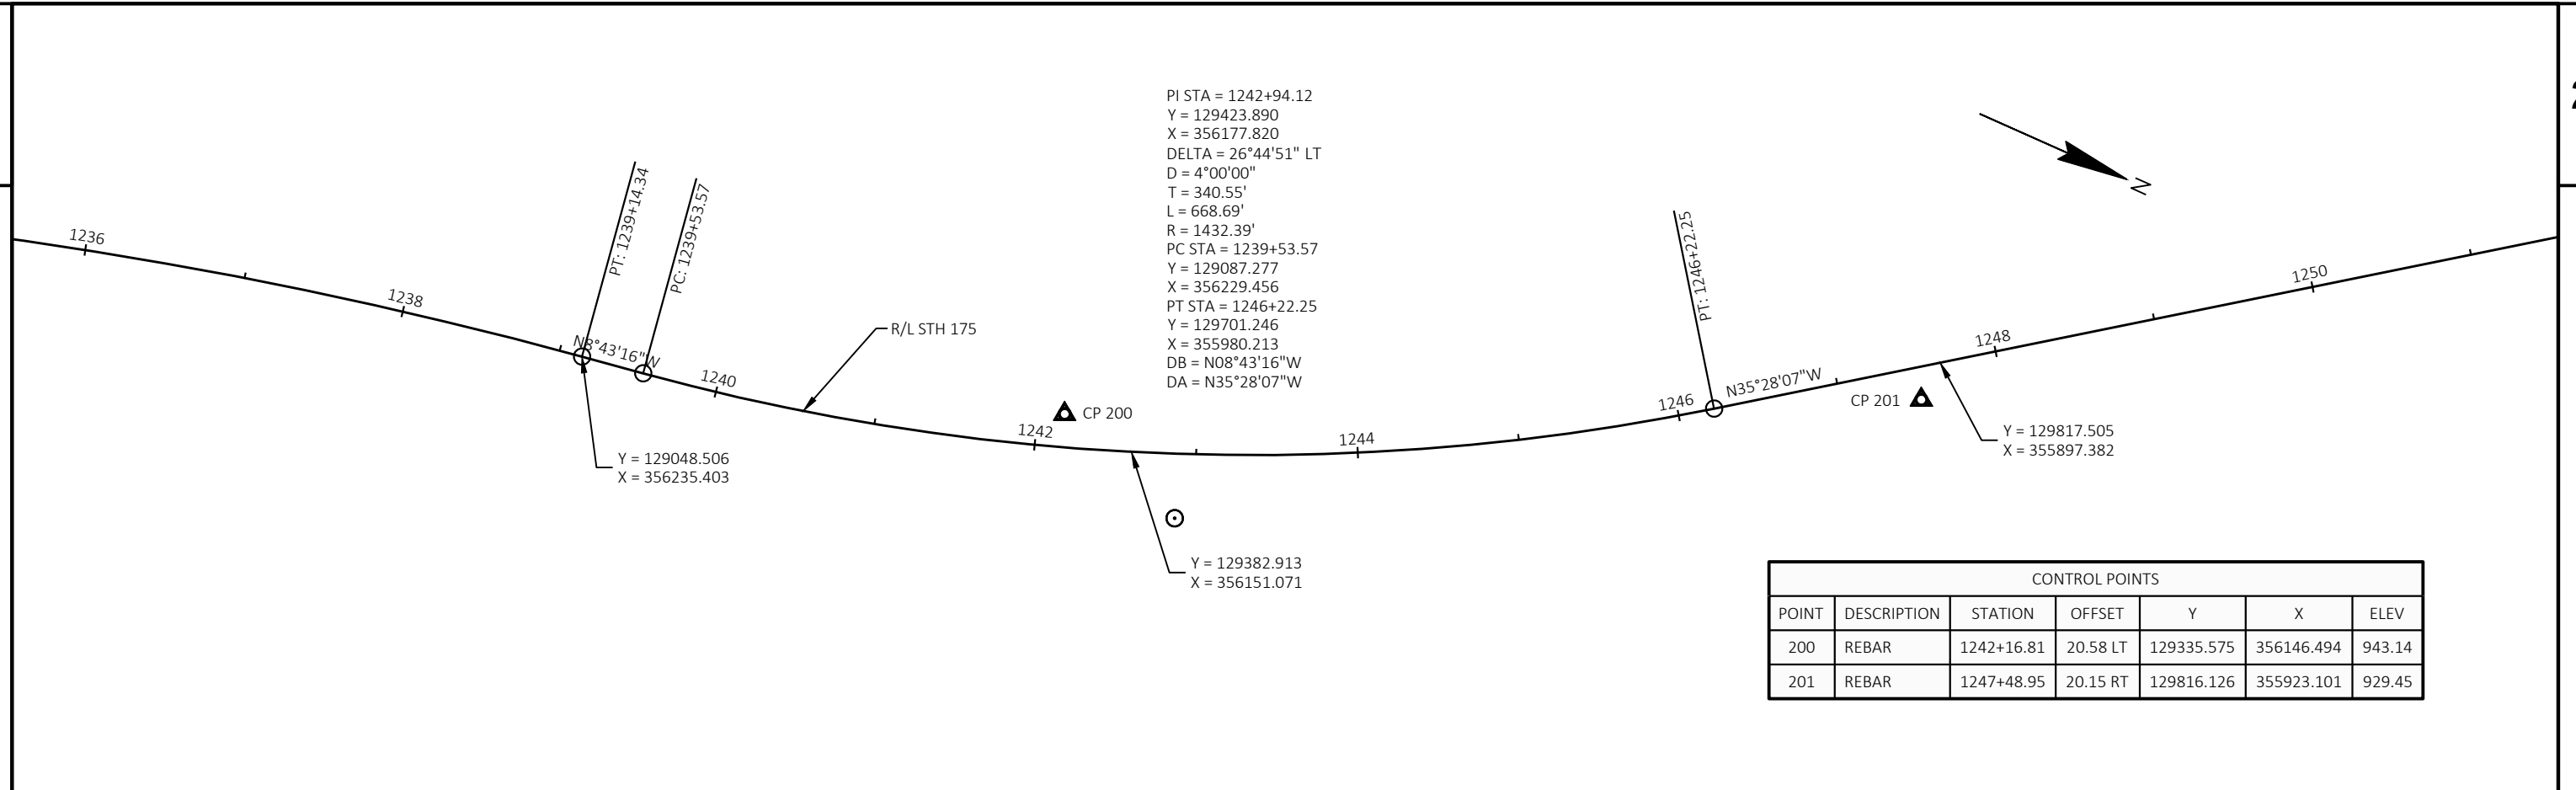 PI STA = 1242+94.12
Y = 129423.890
X = 356177.820
DELTA = 26°44'51" LT
D = 4°00'00"
T = 340.55'
L = 668.69'
R = 1432.39'
PC STA = 1239+53.57
Y = 129087.277
X = 356229.456
PT STA = 1246+22.25
Y = 129701.246
X = 355980.213
DB = N08°43'16"W
DA = N35°28'07"W
N
1236
1238
PT: 1239+14.34
PC: 1239+53.57
N8°43'16"W
1240
R/L STH 175
CP 200
1242
1244
1246
PT: 1246+22.25
N35°28'07"W
CP 201
1248
1250
Y = 129048.506
X = 356235.403
Y = 129382.913
X = 356151.071
Y = 129817.505
X = 355897.382
CONTROL POINTS
POINT DESCRIPTION STATION OFFSET Y X ELEV
200 REBAR 1242+16.81 20.58 LT 129335.575 356146.494 943.14
201 REBAR 1247+48.95 20.15 RT 129816.126 355923.101 929.45